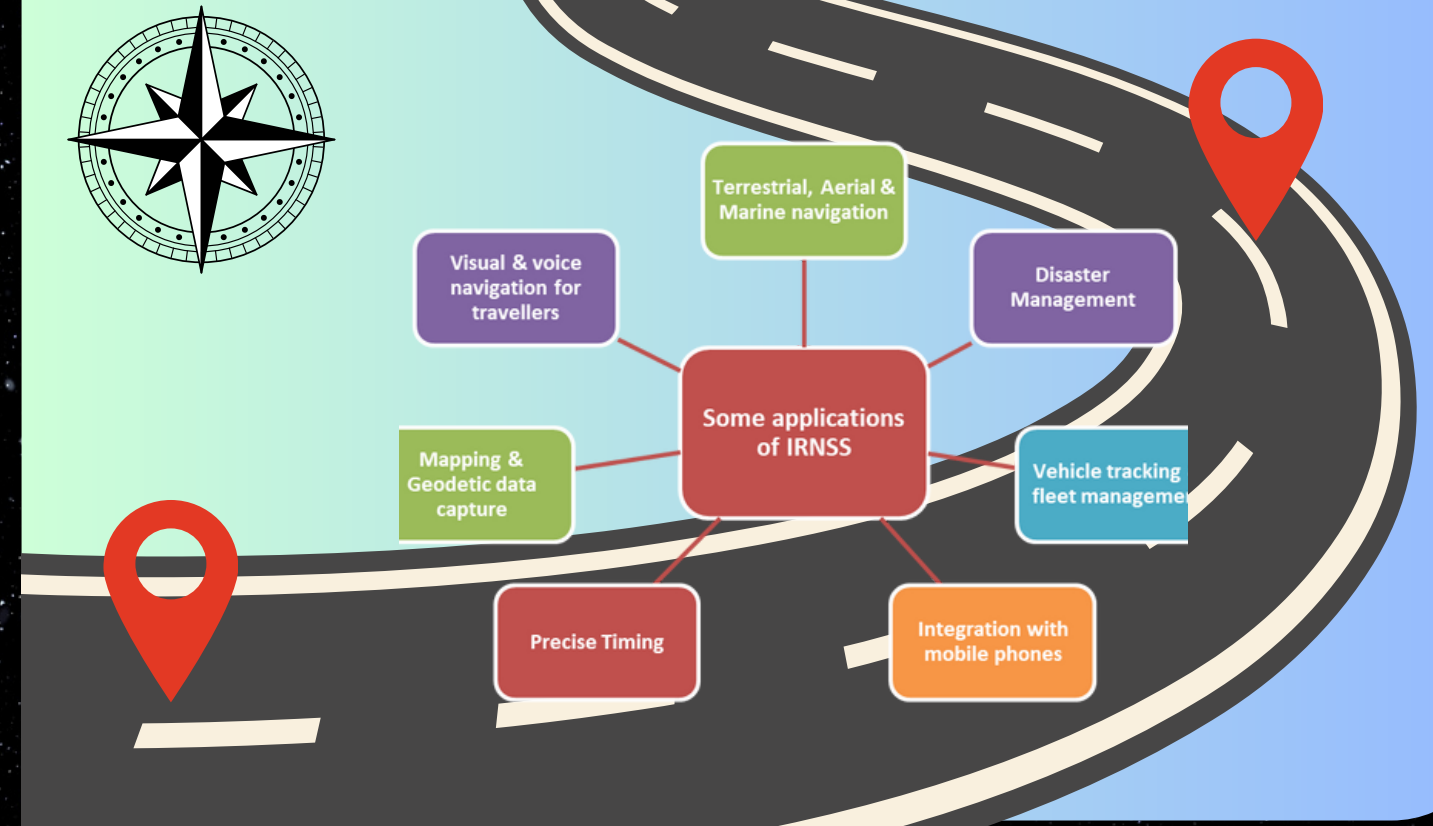 Terrestrial, Aerial &
Marine navigation
Visual & voice
navigation for
travellers
Disaster
Management
Some applications
of IRNSS
Mapping &
Geodetic data
capture
Vehicle tracking
fleet
Precise Timing
Integration with
mobile phones